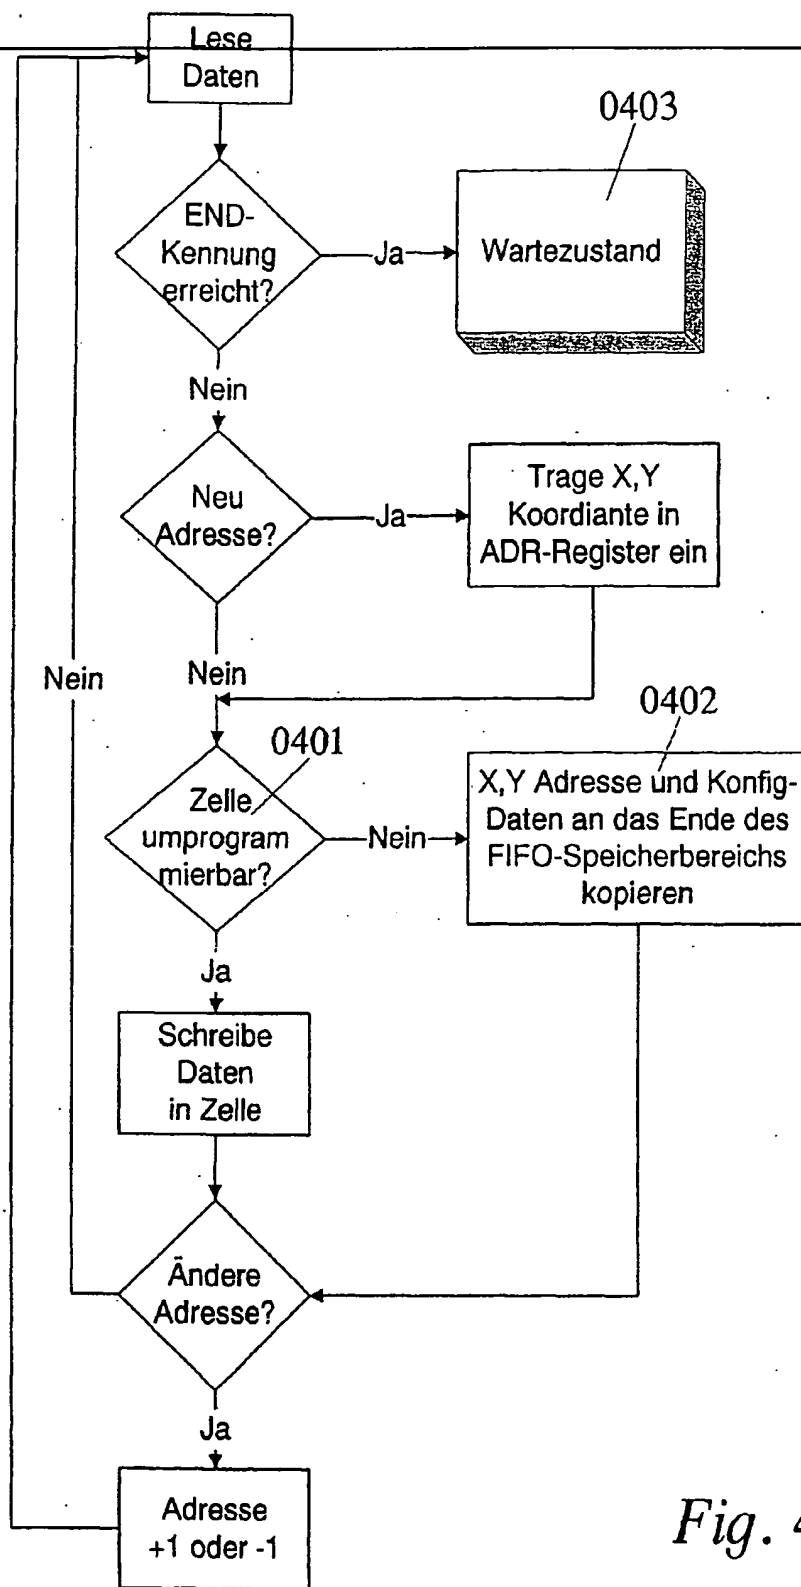 Lese
Daten
0403
END-
Kennung
erreicht?
Ja
Wartezustand
Nein
Neu
Adresse?
Ja
Trage X,Y
Koordiante in
ADR-Register ein
Nein
Nein
0401
0402
Zelle
umprogram
mierbar?
Nein
X,Y Adresse und Konfig-
Daten an das Ende des
FIFO-Speicherbereichs
kopieren
Ja
Schreibe
Daten
in Zelle
Ändere
Adresse?
Ja
Adresse
+1 oder -1
Fig. 4